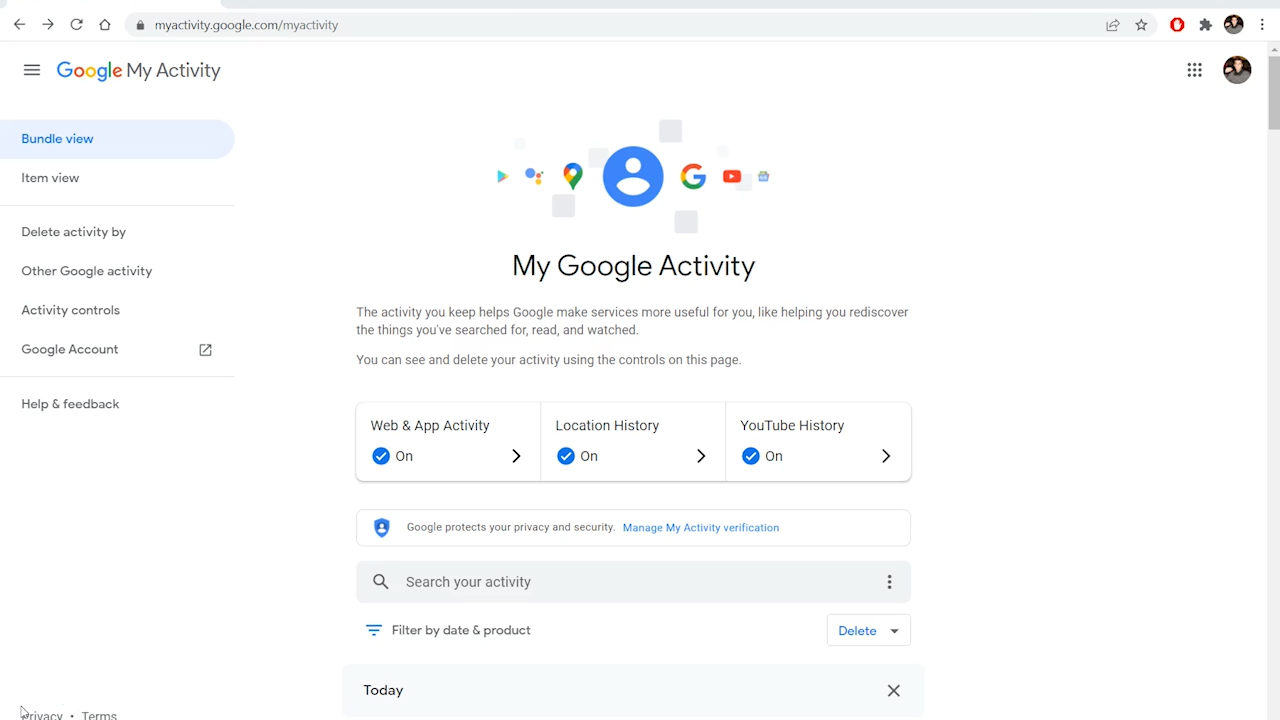 myactivity.google.com/myactivity
Google My Activity
Bundle view
Item view
Delete activity by
Other Google activity
Activity controls
Google Account
Help & feedback
G
My Google Activity
The activity you keep helps Google make services more useful for you, like helping you rediscover
the things you've searched for, read, and watched.
You can see and delete your activity using the controls on this page.
Web & App Activity
On
Location History
On
YouTube History
On
Google protects your privacy and security. Manage My Activity verification
Search your activity
Filter by date & product
Delete
Today
Privacy • Terms